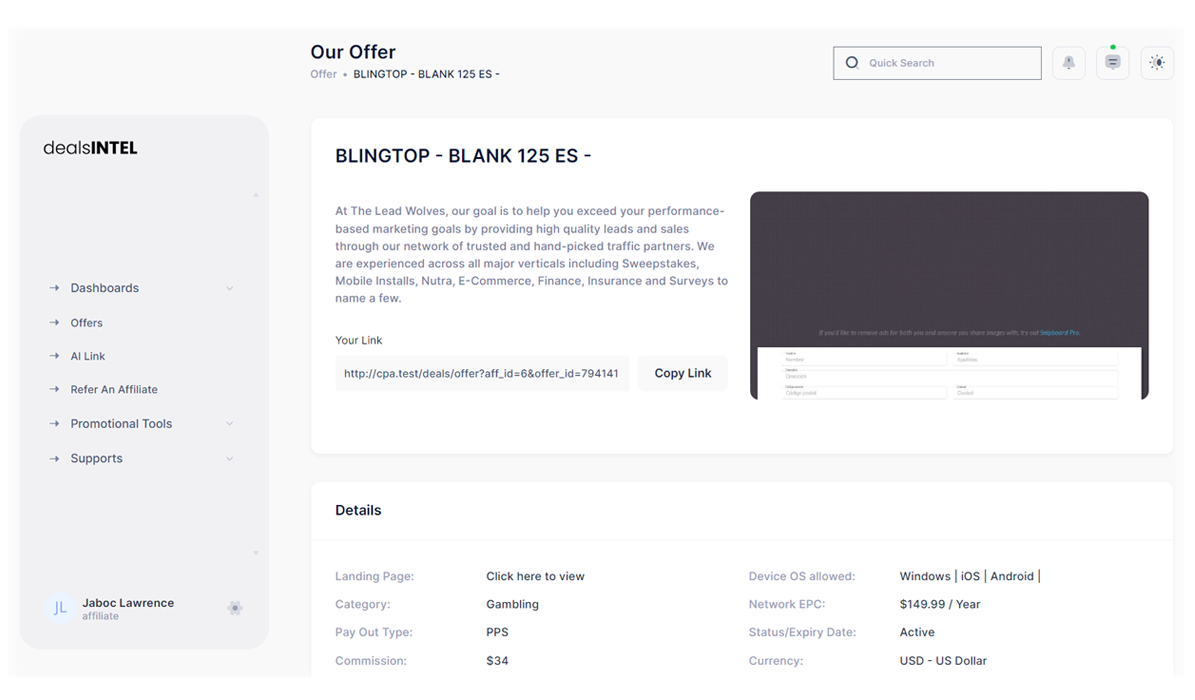 Our Offer
Offer • BLINGTOP - BLANK 125 ES -
Quick Search
dealsINTEL
Dashboards
Offers
AI Link
Refer An Affiliate
Promotional Tools
Supports
JL
Jaboc Lawrence
affiliate
BLINGTOP - BLANK 125 ES -
At The Lead Wolves, our goal is to help you exceed your performance-
based marketing goals by providing high quality leads and sales
through our network of trusted and hand-picked traffic partners. We
are experienced across all major verticals including Sweepstakes,
Mobile Installs, Nutra, E-Commerce, Finance, Insurance and Surveys to
name a few.
Your Link
http://cpa.test/deals/offer?aff_id=6&offer_id=794141
Copy Link
If you'd like to remove ads for both you and anyone you share images with, try out Snipboard Pro.
Nombre
Apellidos
Dirección
Código postal
Ciudad
Details
Landing Page: Click here to view
Device OS allowed: Windows | iOS | Android |
Category: Gambling
Network EPC: $149.99 / Year
Pay Out Type: PPS
Status/Expiry Date: Active
Commission: $34
Currency: USD - US Dollar